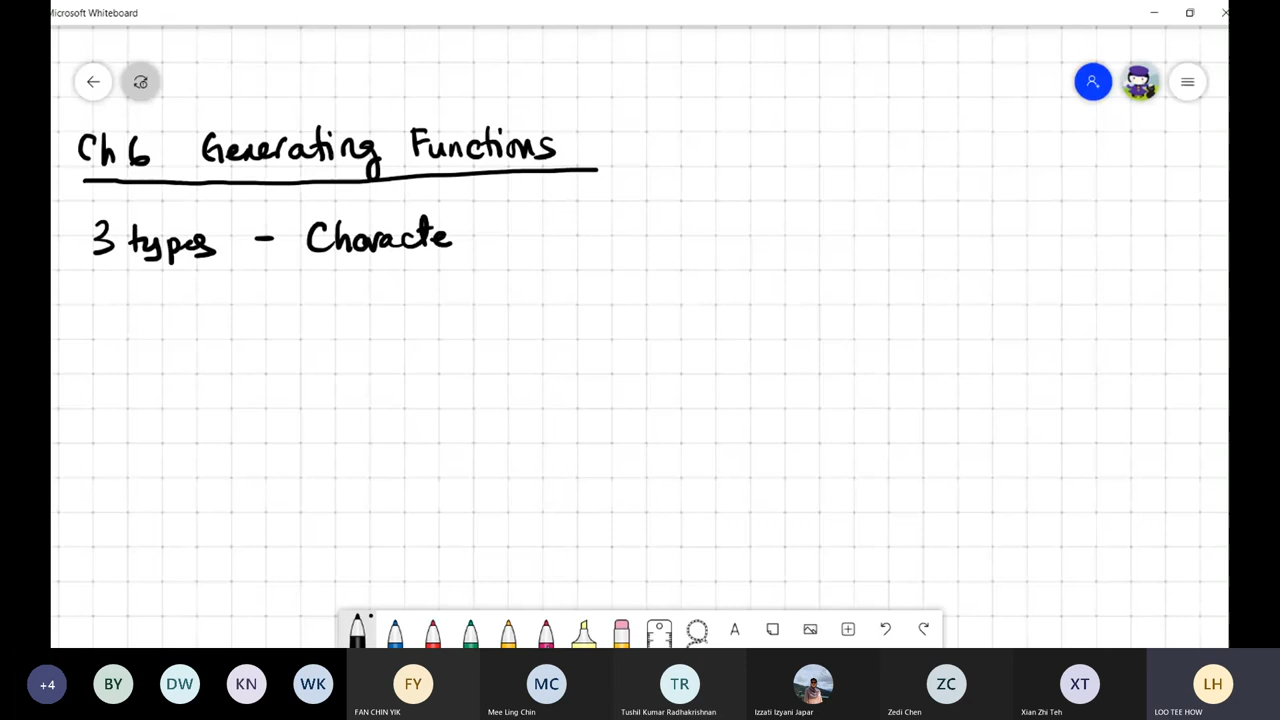 Microsoft Whiteboard
Ch 6 Generating Functions
3 types - Characte
A
+4
BY
DW
KN
WK
FY
MC
TR
ZC
XT
LH
FAN CHIN YIK
Mee Ling Chin
Tushil Kumar Radhakrishnan
Izzati Izyani Japar
Zedi Chen
Xian Zhi Teh
LOO TEE HOW